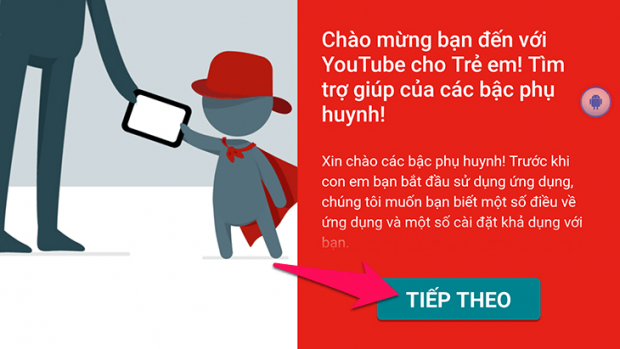 Chào mừng bạn đến với
YouTube cho Trẻ em! Tìm
trợ giúp của các bậc phụ
huynh!
Xin chào các bậc phụ huynh! Trước khi
con em bạn bắt đầu sử dụng ứng dụng,
chúng tôi muốn bạn biết một số điều về
ứng dụng và một số cài đặt khả dụng với
bạn.
TIẾP THEO